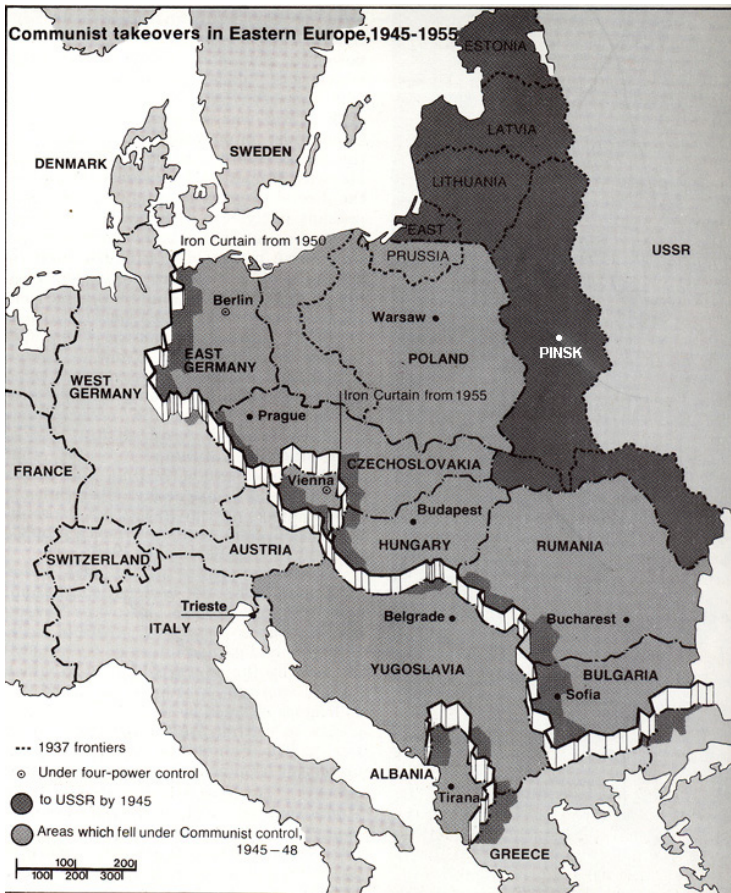 Communist takeovers in Eastern Europe,1945-1955
ESTONIA
LATVIA
SWEDEN
DENMARK
LITHUANIA
EAST
PRUSSIA
Iron Curtain from 1950
USSR
Berlin
Warsaw
PINSK
POLAND
EAST
GERMANY
WEST
GERMANY
Iron Curtain from 1955
Prague
FRANCE
CZECHOSLOVAKIA
Vienna
Budapest
HUNGARY
RUMANIA
AUSTRIA
SWITZERLAND
Trieste
ITALY
Belgrade
Bucharest
YUGOSLAVIA
BULGARIA
Sofia
ALBANIA
Tirana
GREECE
1937 frontiers
Under four-power control
to USSR by 1945
Areas which fell under Communist control,
1945–48
100 200
100 200 300